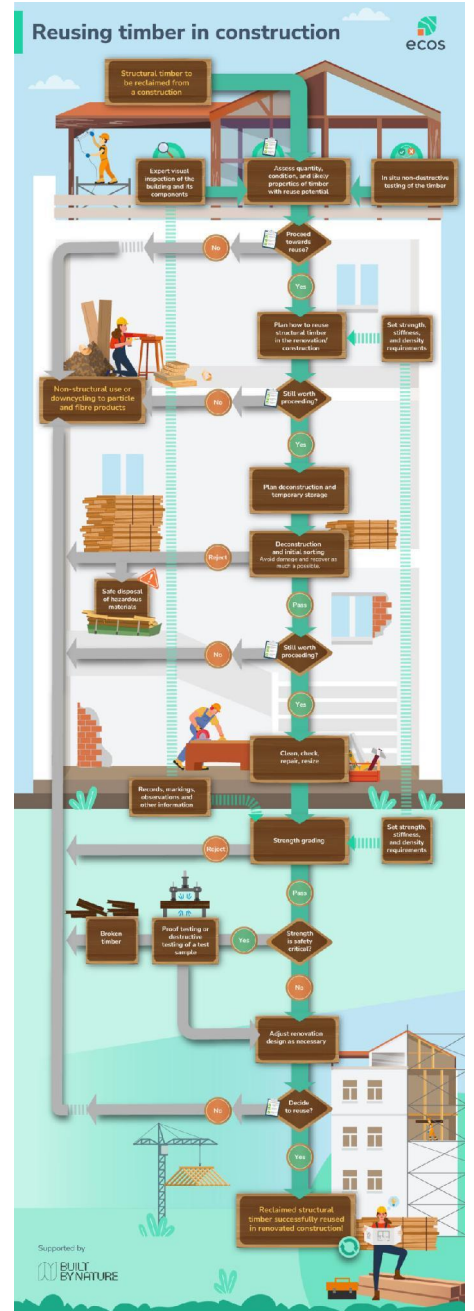 Reusing timber in construction
ecos
Structural timber to
be reclaimed from
a construction
Expert visual
inspection of the
building and its
components
Assess quantity,
condition, and likely
properties of timber
with reuse potential
In situ non-distructive
testing of the timber
Proceed
towards
reuse?
No
Yes
Plan how to reuse
structural timber
in the renovation/
construction
Set strength,
stiffness,
and density
requirements
Non-structural use or
downcycling to particle
and fibre products
Still worth
proceeding?
No
Yes
Plan deconstruction and
temporary storage
Deconstruction
and initial sorting
Avoid damage and recover as
much a possible.
Reject
Safe disposal
of hazardous
materials
Pass
Still worth
proceeding?
No
Yes
Clean, check,
repair, resize
Records, markings,
observations and
other information
Strength grading
Set strength,
stiffness,
and density
requirements
Reject
Pass
Broken
timber
Proof testing or
destructive
testing of a test
sample
Yes
Strength
is safety
critical?
No
Adjust renovation
design as necessary
Decide
to reuse?
No
Yes
Reclaimed structural
timber successfully reused
in renovated construction!
Supported by
BUILT
BY NATURE